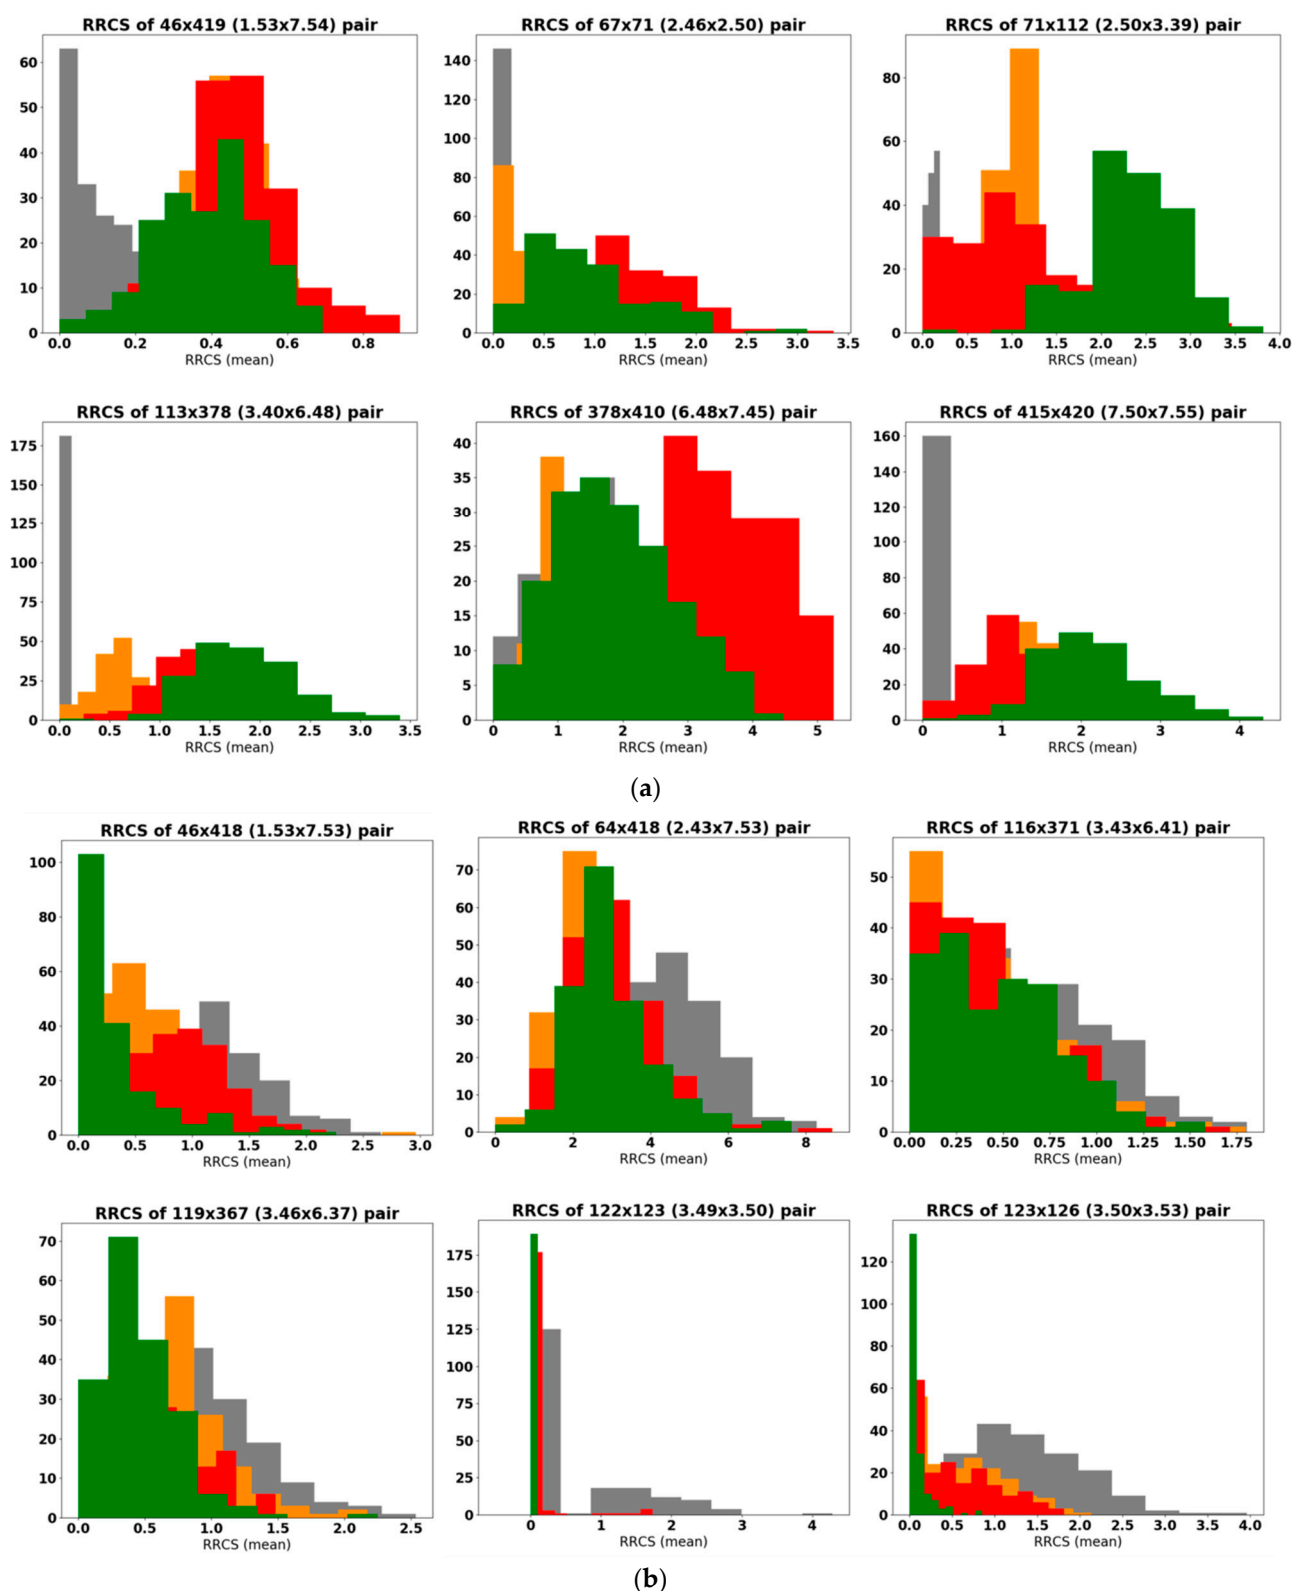 RRCS of 46x419 (1.53x7.54) pair
60
50
40
30
20
10
0
0.0 0.2 0.4 0.6 0.8
RRCS (mean)
RRCS of 67x71 (2.46x2.50) pair
140
120
100
80
60
40
20
0
0.0 0.5 1.0 1.5 2.0 2.5 3.0 3.5
RRCS (mean)
RRCS of 71x112 (2.50x3.39) pair
80
60
40
20
0
0.0 1.0 1.0 2.0 2.0 3.0 3.0 4.0
RRCS (mean)
RRCS of 113x378 (3.40x6.48) pair
175
150
125
100
75
50
25
0
0.0 0.5 1.0 1.5 2.0 2.5 3.0 3.5
RRCS (mean)
RRCS of 378x410 (6.48x7.45) pair
40
35
30
25
20
15
10
5
0
0 1 2 3 4 5
RRCS (mean)
RRCS of 415x420 (7.50x7.55) pair
160
140
120
100
80
60
40
20
0
0 1 2 3 4
RRCS (mean)
(a)
RRCS of 46x418 (1.53x7.53) pair
100
80
60
40
20
0
0.0 0.5 1.0 1.5 2.0 2.5 3.0
RRCS (mean)
RRCS of 64x418 (2.43x7.53) pair
70
60
50
40
30
20
10
0
0 2 4 6 8
RRCS (mean)
RRCS of 116x371 (3.43x6.41) pair
50
40
30
20
10
0
0.00 0.25 0.50 0.75 1.00 1.25 1.50 1.75
RRCS (mean)
RRCS of 119x367 (3.46x6.37) pair
70
60
50
40
30
20
10
0
0.0 0.5 1.0 1.5 2.0 2.5
RRCS (mean)
RRCS of 122x123 (3.49x3.50) pair
175
150
125
100
75
50
25
0
0 1 2 3 4
RRCS (mean)
RRCS of 123x126 (3.50x3.53) pair
120
100
80
60
40
20
0
0.0 0.5 1.0 1.5 2.0 2.5 3.0 3.5 4.0
RRCS (mean)
(b)